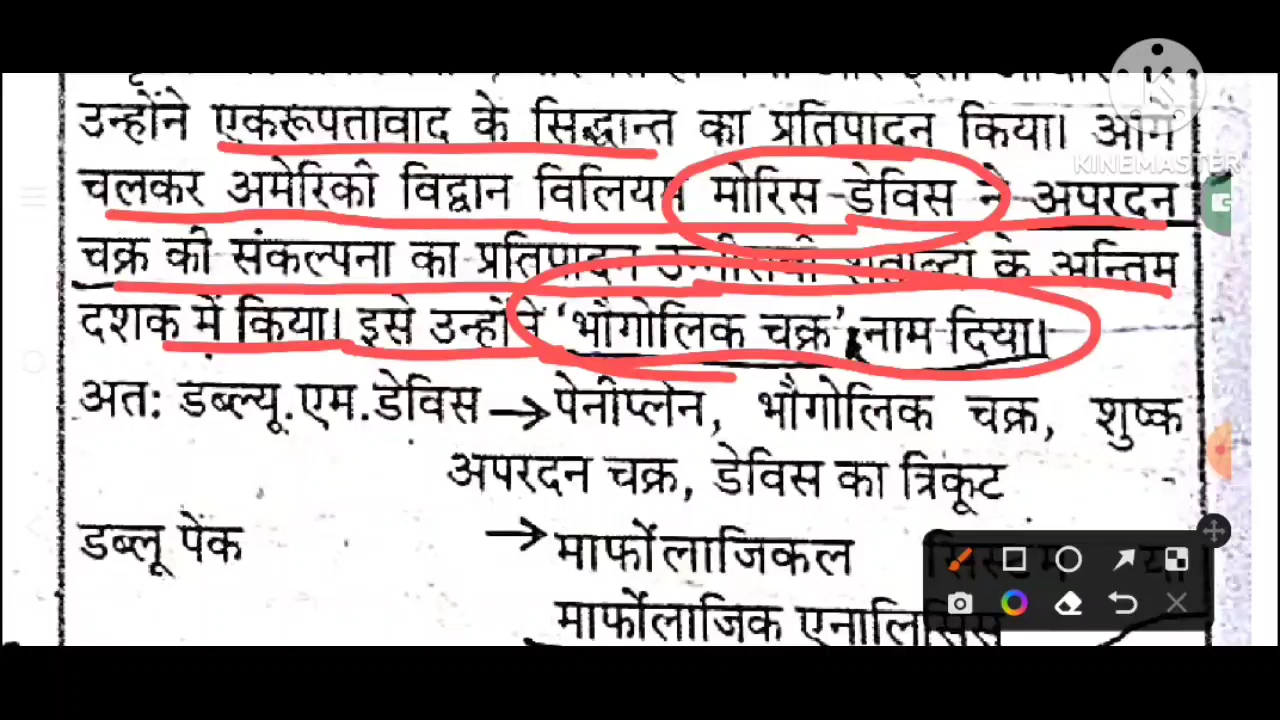 उन्होंने एकरूपतावाद के सिद्धान्त का प्रतिपादन किया। आगे
चलकर अमेरिकी विद्वान विलियम मोरिस डेविस ने अपरदन
चक्र की संकल्पना का प्रतिपादन उन्नीसवीं शताब्दी के अन्तिम
दशक में किया। इसे उन्होंने ‘भौगोलिक चक्र’ नाम दिया।
अत: डब्ल्यू.एम.डेविस → पेनीप्लेन, भौगोलिक चक्र, शुष्क
अपरदन चक्र, डेविस का त्रिकूट
डब्लू पेंक → मार्फोलाजिकल सिस्टम या
मार्फोलाजिक एनालिसिस
KINEMASTER